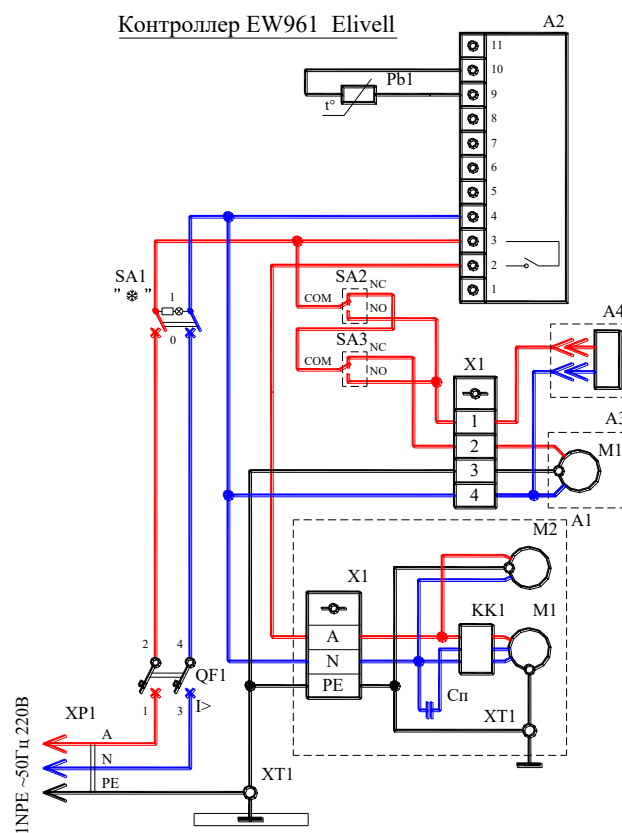 Контроллер EW961 Elivell
A2
11
10
Pb1
9
t°
8
7
6
5
4
3
2
1
SA1
" ❄ "
1
0
SA2
NC
COM
NO
SA3
NC
COM
NO
X1
1
2
3
4
A4
A3
M1
A1
M2
X1
A
N
PE
KK1
M1
Сп
XT1
2
4
QF1
1
3
I>
XP1
A
N
PE
1NPE ~50Гц 220В
XT1